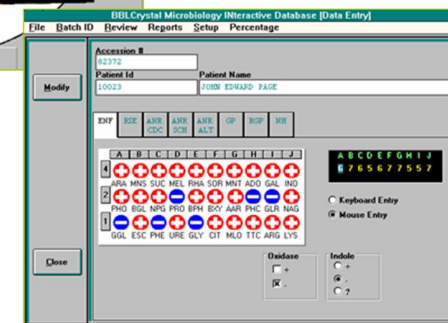 BBLCrystal Microbiology INteractive Database [Data Entry]
File Batch ID Review Reports Setup Percentage
Accession #
82372
Patient Id Patient Name
10023 JOHN EDWARD PAGE
Modify
ENF RSE ANR CDC ANR SCH ANR ALT GP RGP NH
A B C D E F G H I J
4
ARA MNS SUC MEL RHA SOR MNT ADO GAL INO
2
PHO BGL NPG PRO BPH BXY AAR PHC GLR NAG
1
GGL ESC PHE URE GLY CIT MLO TTC ARG LYS
A B C D E F G H I J
6 7 6 5 6 7 7 5 5 7
Keyboard Entry
Mouse Entry
Oxidase
+
-
Indole
+
-
?
Close